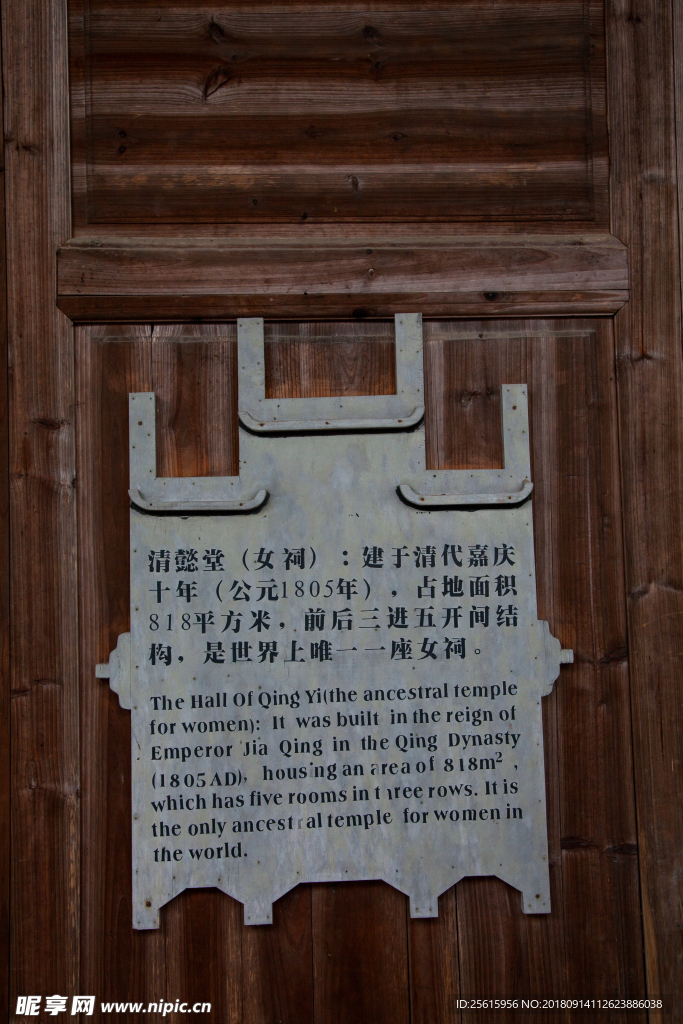 清懿堂（女祠）：建于清代嘉庆
十年（公元1805年），占地面积
818平方米，前后三进五开间结
构，是世界上唯一一座女祠。
The Hall Of Qing Yi(the ancestral temple
for women): It was built in the reign of
Emperor Jia Qing in the Qing Dynasty
(1805AD), housing an area of 818m²,
which has five rooms in three rows. It is
the only ancestral temple for women in
the world.
昵享网 www.nipic.cn
ID:25615956 NO:20180914112623886038